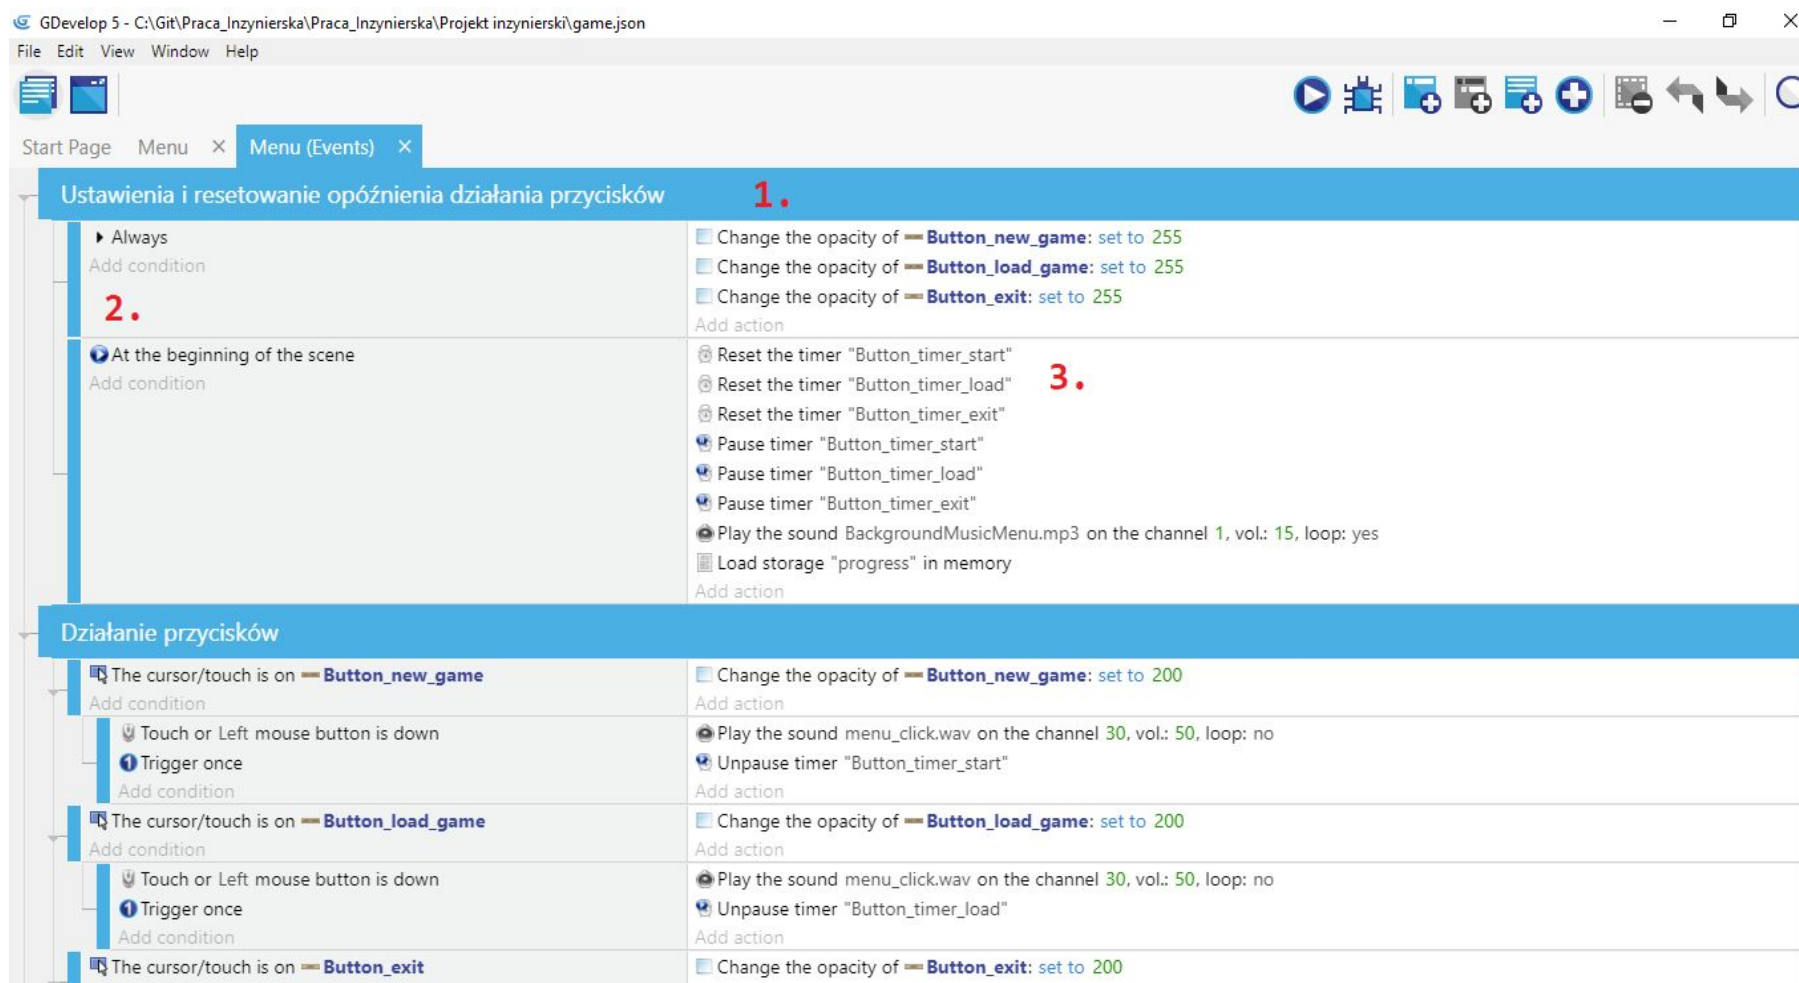 GDevelop 5 - C:\Git\Praca_Inzynierska\Praca_Inzynierska\Projekt inzynierski\game.json
File Edit View Window Help
Start Page Menu × Menu (Events) ×
Ustawienia i resetowanie opóźnienia działania przycisków 1.
Always
Add condition
2.
Change the opacity of Button_new_game: set to 255
Change the opacity of Button_load_game: set to 255
Change the opacity of Button_exit: set to 255
Add action
At the beginning of the scene
Add condition
Reset the timer "Button_timer_start"
Reset the timer "Button_timer_load" 3.
Reset the timer "Button_timer_exit"
Pause timer "Button_timer_start"
Pause timer "Button_timer_load"
Pause timer "Button_timer_exit"
Play the sound BackgroundMusicMenu.mp3 on the channel 1, vol.: 15, loop: yes
Load storage "progress" in memory
Add action
Działanie przycisków
The cursor/touch is on Button_new_game
Add condition
Change the opacity of Button_new_game: set to 200
Add action
Touch or Left mouse button is down
1 Trigger once
Add condition
Play the sound menu_click.wav on the channel 30, vol.: 50, loop: no
Unpause timer "Button_timer_start"
Add action
The cursor/touch is on Button_load_game
Add condition
Change the opacity of Button_load_game: set to 200
Add action
Touch or Left mouse button is down
1 Trigger once
Add condition
Play the sound menu_click.wav on the channel 30, vol.: 50, loop: no
Unpause timer "Button_timer_load"
Add action
The cursor/touch is on Button_exit
Change the opacity of Button_exit: set to 200